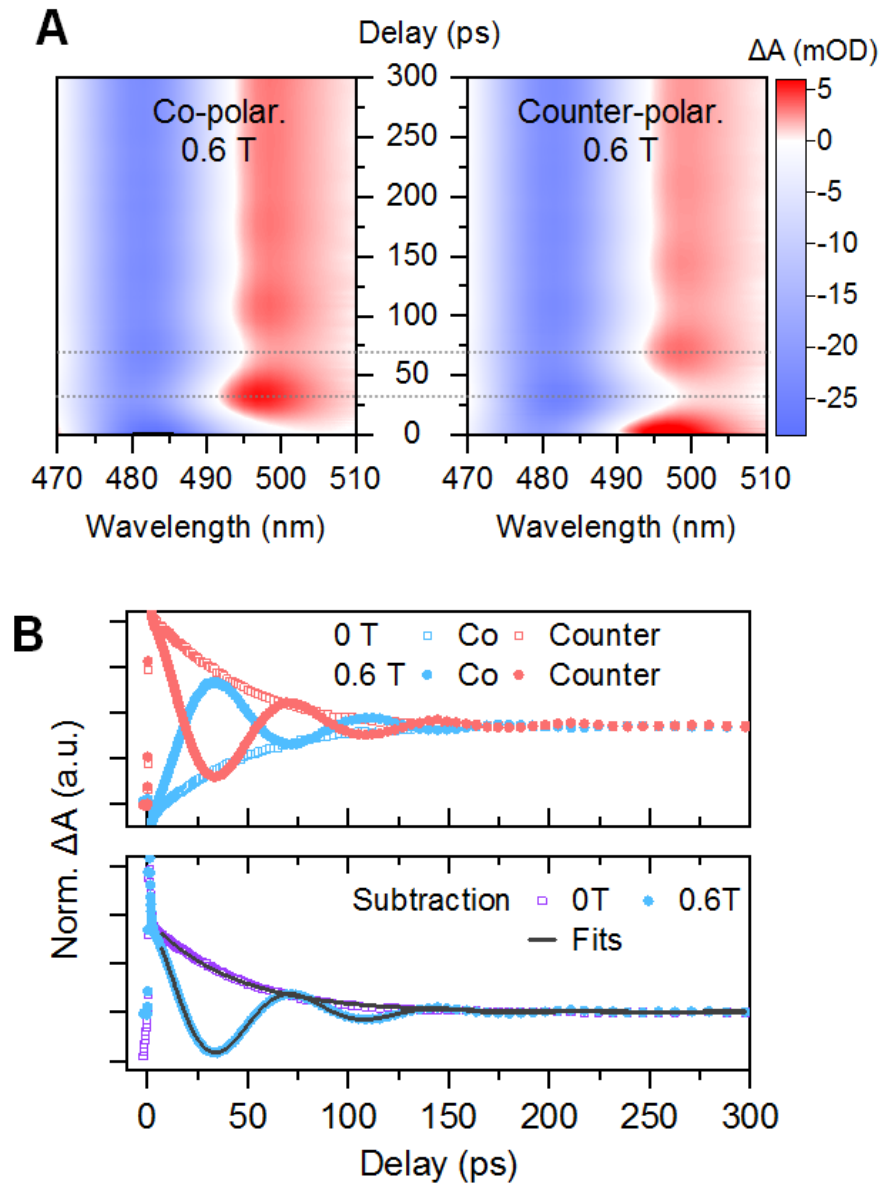 A
Delay (ps)
ΔA (mOD)
Co-polar.
0.6 T
300
250
200
150
100
50
0
Counter-polar.
0.6 T
5
0
-5
-10
-15
-20
-25
470 480 490 500 510
470 480 490 500 510
Wavelength (nm)
Wavelength (nm)
B
0 T Co Counter
0.6 T Co Counter
Norm. ΔA (a.u.)
Subtraction 0T 0.6T
Fits
0 50 100 150 200 250 300
Delay (ps)